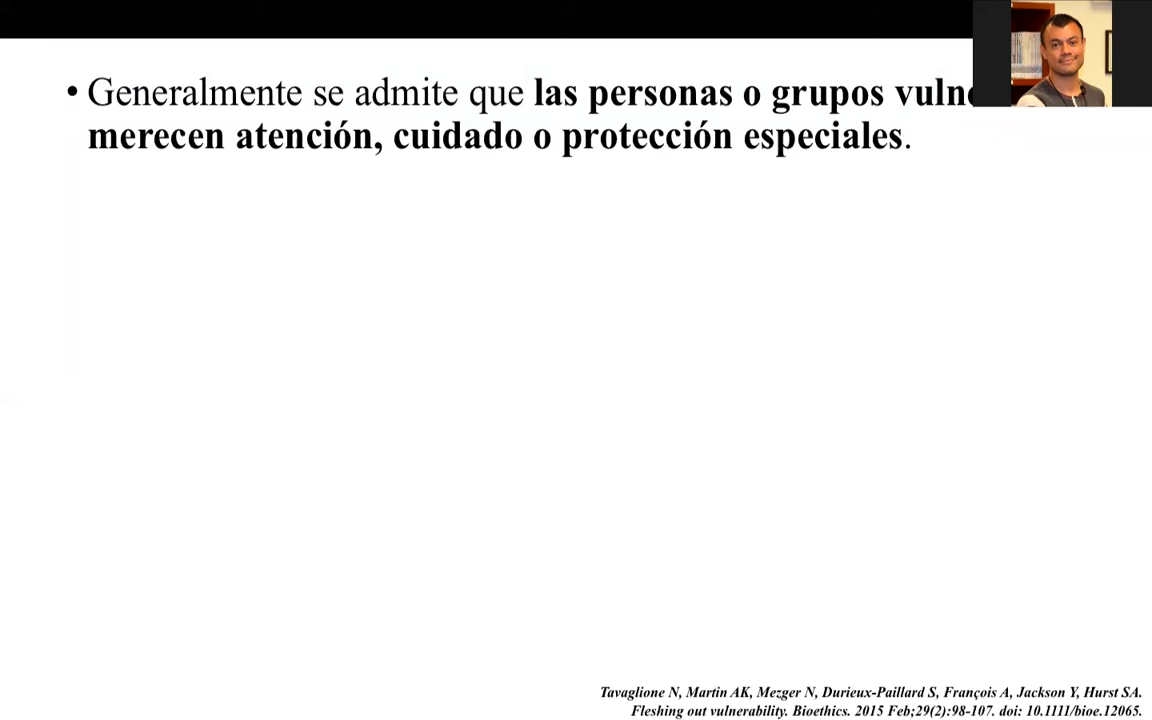 • Generalmente se admite que las personas o grupos
merecen atención, cuidado o protección especiales.
Tavaglione N, Martin AK, Mezger N, Durieux-Paillard S, François A, Jackson Y, Hurst SA.
Fleshing out vulnerability. Bioethics. 2015 Feb;29(2):98-107. doi: 10.1111/bioe.12065.